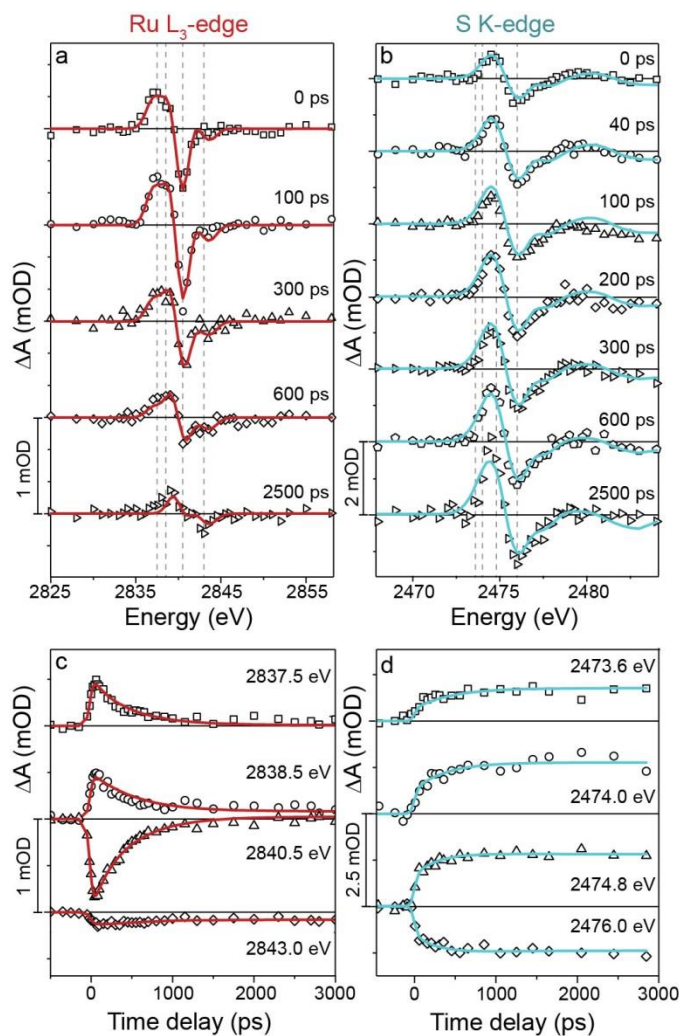 Ru L₃-edge
S K-edge
a
0 ps
100 ps
300 ps
600 ps
2500 ps
ΔA (mOD)
1 mOD
2825 2835 2845 2855
Energy (eV)
b
0 ps
40 ps
100 ps
200 ps
300 ps
600 ps
2500 ps
ΔA (mOD)
2 mOD
2470 2475 2480
Energy (eV)
c
2837.5 eV
2838.5 eV
2840.5 eV
2843.0 eV
ΔA (mOD)
1 mOD
0 1000 2000 3000
Time delay (ps)
d
2473.6 eV
2474.0 eV
2474.8 eV
2476.0 eV
ΔA (mOD)
2.5 mOD
0 1000 2000 3000
Time delay (ps)